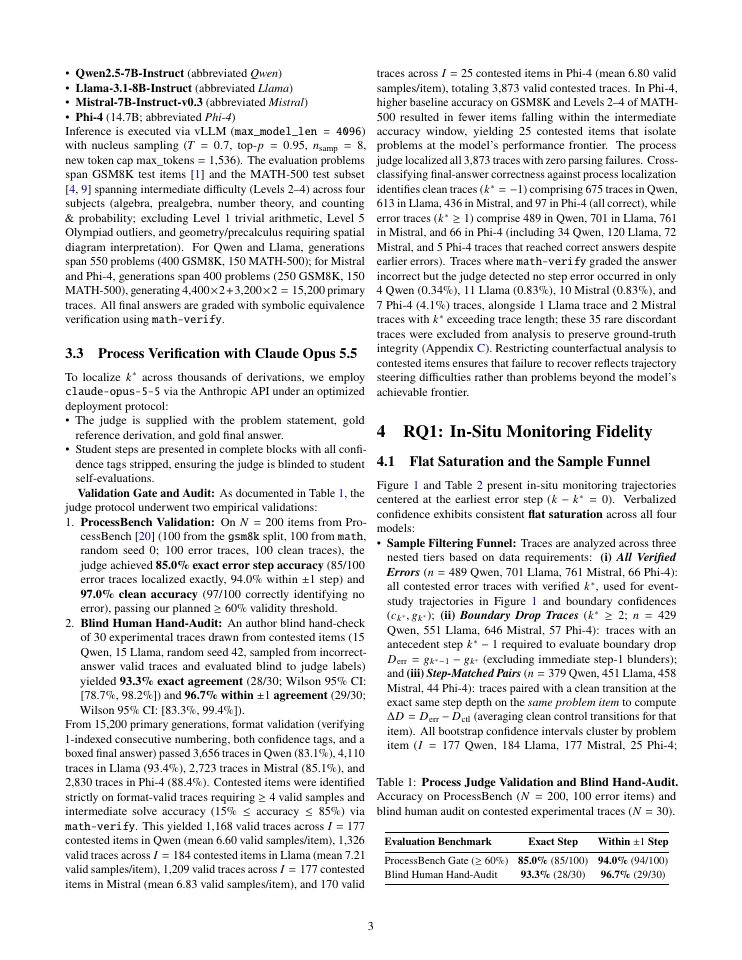 • Qwen2.5-7B-Instruct (abbreviated Qwen)
• Llama-3.1-8B-Instruct (abbreviated Llama)
• Mistral-7B-Instruct-v0.3 (abbreviated Mistral)
• Phi-4 (14.7B; abbreviated Phi-4)
Inference is executed via vLLM (max_model_len = 4096)
with nucleus sampling (T = 0.7, top-p = 0.95, nsamp = 8,
new token cap max_tokens = 1,536). The evaluation problems
span GSM8K test items [1] and the MATH-500 test subset
[4, 9] spanning intermediate difficulty (Levels 2–4) across four
subjects (algebra, prealgebra, number theory, and counting
& probability; excluding Level 1 trivial arithmetic, Level 5
Olympiad outliers, and geometry/precalculus requiring spatial
diagram interpretation). For Qwen and Llama, generations
span 550 problems (400 GSM8K, 150 MATH-500); for Mistral
and Phi-4, generations span 400 problems (250 GSM8K, 150
MATH-500), generating 4,400×2+3,200×2 = 15,200 primary
traces. All final answers are graded with symbolic equivalence
verification using math-verify.
3.3 Process Verification with Claude Opus 5.5
To localize k* across thousands of derivations, we employ
claude-opus-5-5 via the Anthropic API under an optimized
deployment protocol:
• The judge is supplied with the problem statement, gold
reference derivation, and gold final answer.
• Student steps are presented in complete blocks with all confi-
dence tags stripped, ensuring the judge is blinded to student
self-evaluations.
Validation Gate and Audit: As documented in Table 1, the
judge protocol underwent two empirical validations:
1. ProcessBench Validation: On N = 200 items from Pro-
cessBench [20] (100 from the gsm8k split, 100 from math,
random seed 0; 100 error traces, 100 clean traces), the
judge achieved 85.0% exact error step accuracy (85/100
error traces localized exactly, 94.0% within ±1 step) and
97.0% clean accuracy (97/100 correctly identifying no
error), passing our planned ≥ 60% validity threshold.
2. Blind Human Hand-Audit: An author blind hand-check
of 30 experimental traces drawn from contested items (15
Qwen, 15 Llama, random seed 42, sampled from incorrect-
answer valid traces and evaluated blind to judge labels)
yielded 93.3% exact agreement (28/30; Wilson 95% CI:
[78.7%, 98.2%]) and 96.7% within ±1 agreement (29/30;
Wilson 95% CI: [83.3%, 99.4%]).
From 15,200 primary generations, format validation (verifying
1-indexed consecutive numbering, both confidence tags, and a
boxed final answer) passed 3,656 traces in Qwen (83.1%), 4,110
traces in Llama (93.4%), 2,723 traces in Mistral (85.1%), and
2,830 traces in Phi-4 (88.4%). Contested items were identified
strictly on format-valid traces requiring ≥ 4 valid samples and
intermediate solve accuracy (15% ≤ accuracy ≤ 85%) via
math-verify. This yielded 1,168 valid traces across I = 177
contested items in Qwen (mean 6.60 valid samples/item), 1,326
valid traces across I = 184 contested items in Llama (mean 7.21
valid samples/item), 1,209 valid traces across I = 177 contested
items in Mistral (mean 6.83 valid samples/item), and 170 valid
traces across I = 25 contested items in Phi-4 (mean 6.80 valid
samples/item), totaling 3,873 valid contested traces. In Phi-4,
higher baseline accuracy on GSM8K and Levels 2–4 of MATH-
500 resulted in fewer items falling within the intermediate
accuracy window, yielding 25 contested items that isolate
problems at the model's performance frontier. The process
judge localized all 3,873 traces with zero parsing failures. Cross-
classifying final-answer correctness against process localization
identifies clean traces (k* = −1) comprising 675 traces in Qwen,
613 in Llama, 436 in Mistral, and 97 in Phi-4 (all correct), while
error traces (k* ≥ 1) comprise 489 in Qwen, 701 in Llama, 761
in Mistral, and 66 in Phi-4 (including 34 Qwen, 120 Llama, 72
Mistral, and 5 Phi-4 traces that reached correct answers despite
earlier errors). Traces where math-verify graded the answer
incorrect but the judge detected no step error occurred in only
4 Qwen (0.34%), 11 Llama (0.83%), 10 Mistral (0.83%), and
7 Phi-4 (4.1%) traces, alongside 1 Llama trace and 2 Mistral
traces with k* exceeding trace length; these 35 rare discordant
traces were excluded from analysis to preserve ground-truth
integrity (Appendix C). Restricting counterfactual analysis to
contested items ensures that failure to recover reflects trajectory
steering difficulties rather than problems beyond the model's
achievable frontier.
4 RQ1: In-Situ Monitoring Fidelity
4.1 Flat Saturation and the Sample Funnel
Figure 1 and Table 2 present in-situ monitoring trajectories
centered at the earliest error step (k − k* = 0). Verbalized
confidence exhibits consistent flat saturation across all four
models:
• Sample Filtering Funnel: Traces are analyzed across three
nested tiers based on data requirements: (i) All Verified
Errors (n = 489 Qwen, 701 Llama, 761 Mistral, 66 Phi-4):
all contested error traces with verified k*, used for event-
study trajectories in Figure 1 and boundary confidences
(ck*, gk*); (ii) Boundary Drop Traces (k* ≥ 2; n = 429
Qwen, 551 Llama, 646 Mistral, 57 Phi-4): traces with an
antecedent step k* − 1 required to evaluate boundary drop
Derr = gk*−1 − gk* (excluding immediate step-1 blunders);
and (iii) Step-Matched Pairs (n = 379 Qwen, 451 Llama, 458
Mistral, 44 Phi-4): traces paired with a clean transition at the
exact same step depth on the same problem item to compute
ΔD = Derr − Dctl (averaging clean control transitions for that
item). All bootstrap confidence intervals cluster by problem
item (I = 177 Qwen, 184 Llama, 177 Mistral, 25 Phi-4;
Table 1: Process Judge Validation and Blind Hand-Audit.
Accuracy on ProcessBench (N = 200, 100 error items) and
blind human audit on contested experimental traces (N = 30).
Evaluation Benchmark Exact Step Within ±1 Step
ProcessBench Gate (≥ 60%) 85.0% (85/100) 94.0% (94/100)
Blind Human Hand-Audit 93.3% (28/30) 96.7% (29/30)
3